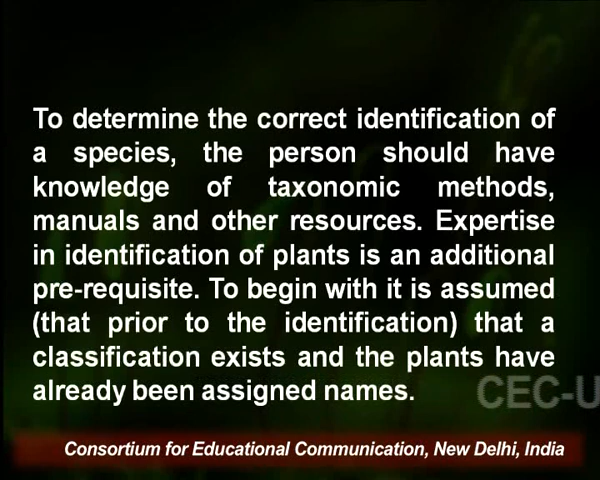 To determine the correct identification of
a species, the person should have
knowledge of taxonomic methods,
manuals and other resources. Expertise
in identification of plants is an additional
pre-requisite. To begin with it is assumed
(that prior to the identification) that a
classification exists and the plants have
already been assigned names.
CEC-U
Consortium for Educational Communication, New Delhi, India